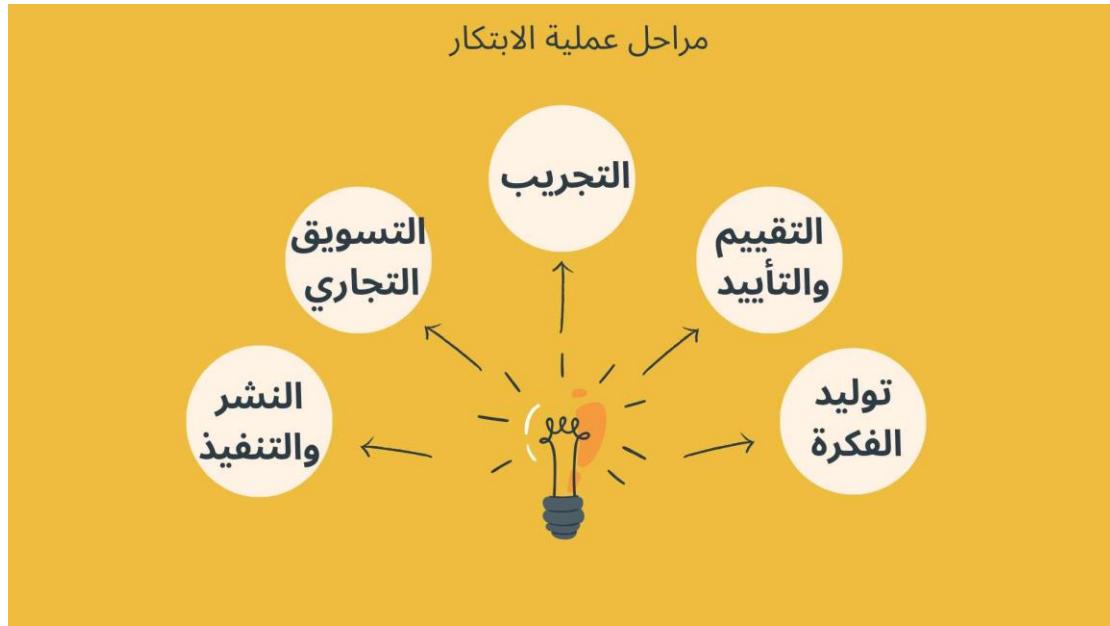 مراحل عملية الابتكار
توليد
الفكرة
التقييم
والتأييد
التجريب
التسويق
التجاري
النشر
والتنفيذ